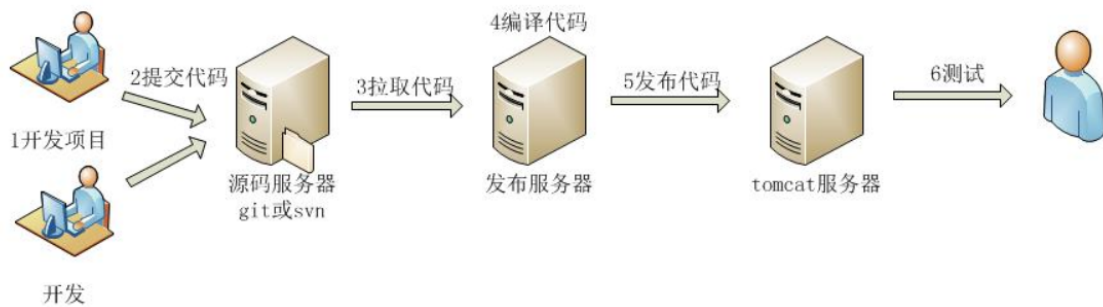 4编译代码
2提交代码
3拉取代码
5发布代码
6测试
1开发项目
源码服务器
git或svn
发布服务器
tomcat服务器
开发